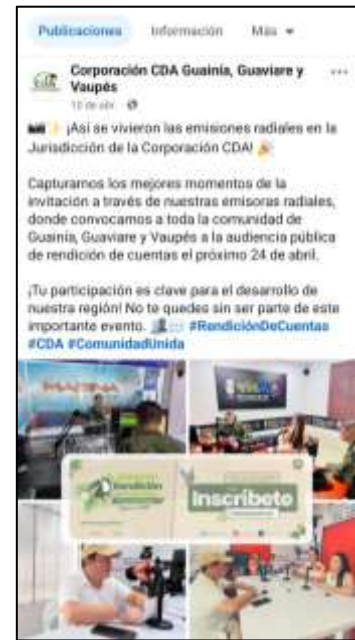 Publicaciones Información Más
Corporación CDA Guainía, Guaviare y
Vaupés
10 de abr.
¡Así se vivieron las emisiones radiales en la
Jurisdicción de la Corporación CDA!
Capturamos los mejores momentos de la
invitación a través de nuestras emisoras radiales,
donde convocamos a toda la comunidad de
Guainía, Guaviare y Vaupés a la audiencia pública
de rendición de cuentas el próximo 24 de abril.
¡Tu participación es clave para el desarrollo de
nuestra región! No te quedes sin ser parte de este
importante evento. #RendiciónDeCuentas
#CDA #ComunidadUnida
Rendición
Inscríbete